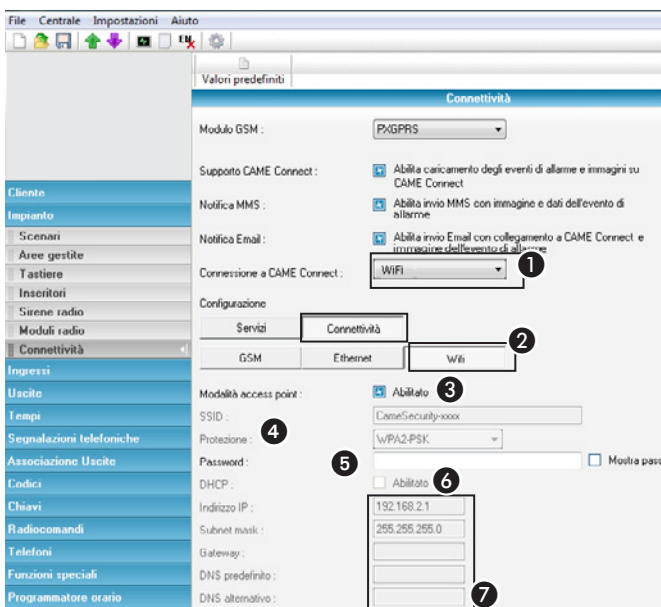 File Centrale Impostazioni Aiuto
Valori predefiniti
Connettività
Modulo GSM : PXGPRS
Supporto CAME Connect : Abilita caricamento degli eventi di allarme e immagini su
CAME Connect
Notifica MMS : Abilita invio MMS con immagine e dati dell'evento di
allarme
Notifica Email : Abilita invio Email con collegamento a CAME Connect e
immagine dell'evento di allarme
Connessione a CAME Connect : WiFi 1
Configurazione
Servizi Connettività
GSM Ethernet Wifi 2
Modalità access point : Abilitato 3
SSID : CameSecurity-xxxx
Protezione : 4 WPA2-PSK
Password : 5 Mostra pass
DHCP : Abilitato 6
Indirizzo IP : 192.168.2.1
Subnet mask : 255.255.255.0
Gateway :
DNS predefinito :
DNS alternativo : 7
Cliente
Impianto
Scenari
Aree gestite
Tastiere
Inseritori
Sirene radio
Moduli radio
Connettività
Ingressi
Uscite
Tempi
Segnalazioni telefoniche
Associazione Uscite
Codici
Chiavi
Radiocomandi
Telefoni
Funzioni speciali
Programmatore orario